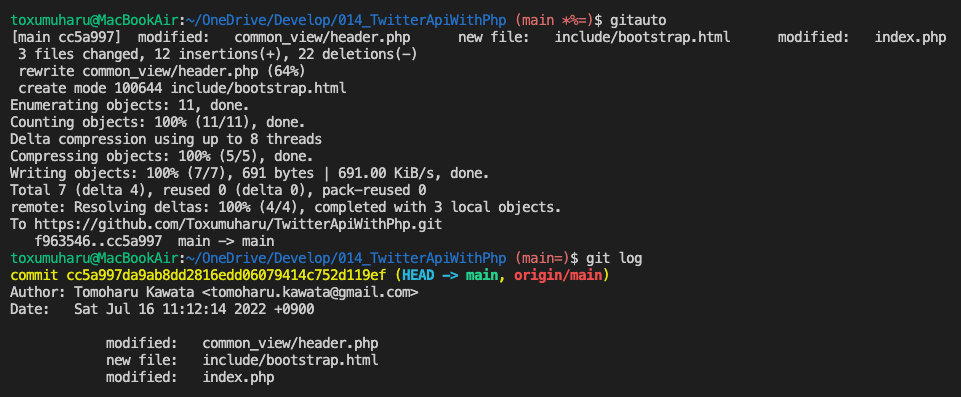 toxumuharu@MacBookAir:~/OneDrive/Develop/014_TwitterApiWithPhp (main *%=)$ gitauto
[main cc5a997]  modified:   common_view/header.php      new file:   include/bootstrap.html      modified:   index.php
 3 files changed, 12 insertions(+), 22 deletions(-)
 rewrite common_view/header.php (64%)
 create mode 100644 include/bootstrap.html
Enumerating objects: 11, done.
Counting objects: 100% (11/11), done.
Delta compression using up to 8 threads
Compressing objects: 100% (5/5), done.
Writing objects: 100% (7/7), 691 bytes | 691.00 KiB/s, done.
Total 7 (delta 4), reused 0 (delta 0), pack-reused 0
remote: Resolving deltas: 100% (4/4), completed with 3 local objects.
To https://github.com/Toxumuharu/TwitterApiWithPhp.git
   f963546..cc5a997  main -> main
toxumuharu@MacBookAir:~/OneDrive/Develop/014_TwitterApiWithPhp (main=)$ git log
commit cc5a997da9ab8dd2816edd06079414c752d119ef (HEAD -> main, origin/main)
Author: Tomoharu Kawata <tomoharu.kawata@gmail.com>
Date:   Sat Jul 16 11:12:14 2022 +0900
            modified:   common_view/header.php
            new file:   include/bootstrap.html
            modified:   index.php